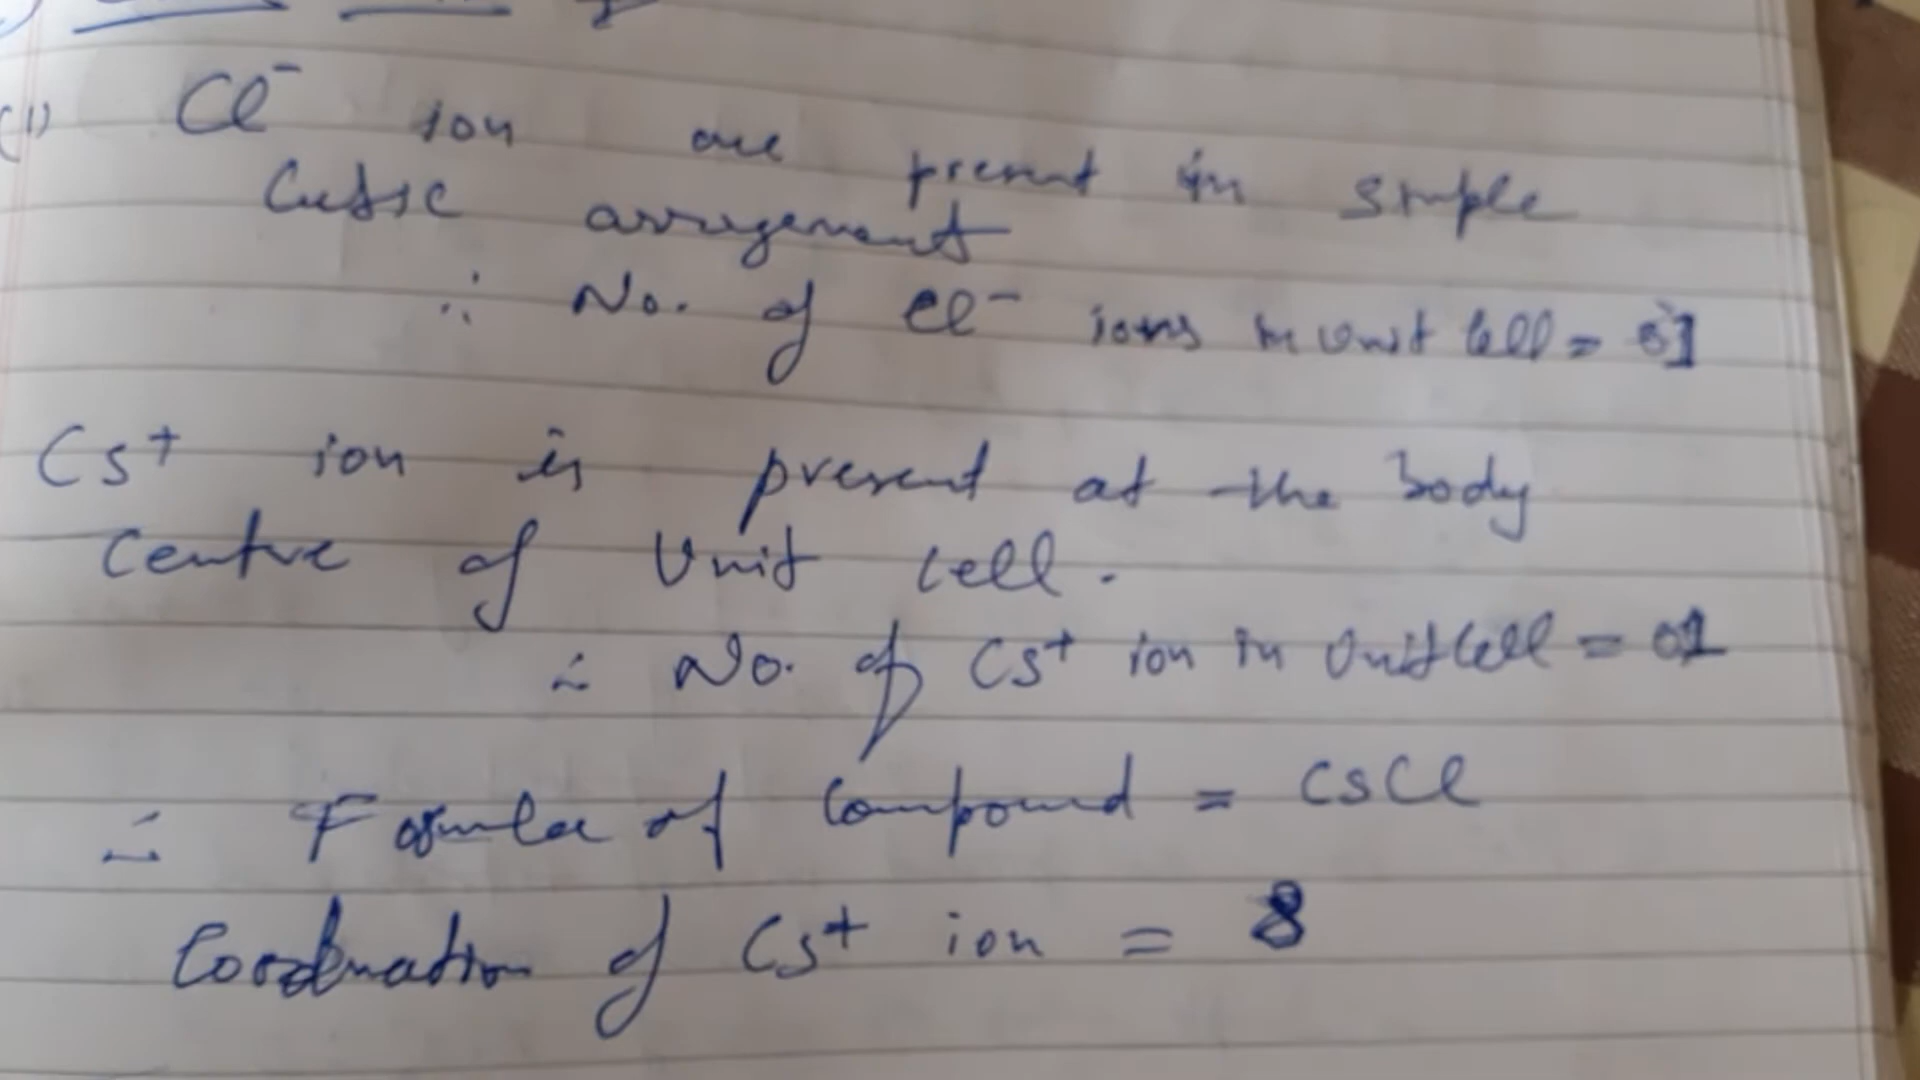 (1) Cl⁻ ion are present in simple
Cubic arrogement
∴ No. of Cl⁻ ions in Unit Cell = 01
Cs⁺ ion is present at the body
Centre of Unit Cell.
∴ No. of Cs⁺ ion in Unit Cell = 01
∴ Formula of Compound = CsCl
Coordination of Cs⁺ ion = 8